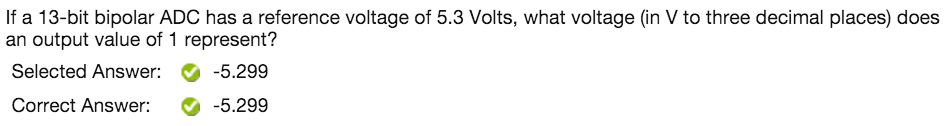 If a 13-bit bipolar ADC has a reference voltage of 5.3 Volts, what voltage (in V to three decimal places) does
an output value of 1 represent?
Selected Answer: -5.299
Correct Answer: -5.299